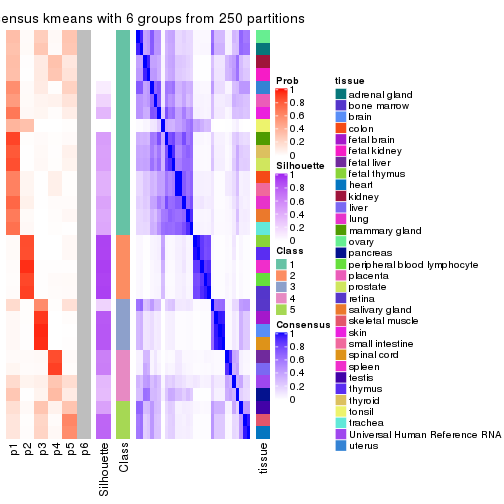 ensus kmeans with 6 groups from 250 partitions
p1
p2
p3
p4
p5
p6
Silhouette
Class
tissue
Prob
1
0.8
0.6
0.4
0.2
0
Silhouette
1
0.8
0.6
0.4
0.2
0
Class
1
2
3
4
5
Consensus
1
0.8
0.6
0.4
0.2
0
tissue
adrenal gland
bone marrow
brain
colon
fetal brain
fetal kidney
fetal liver
fetal thymus
heart
kidney
liver
lung
mammary gland
ovary
pancreas
peripheral blood lymphocyte
placenta
prostate
retina
salivary gland
skeletal muscle
skin
small intestine
spinal cord
spleen
testis
thymus
thyroid
tonsil
trachea
Universal Human Reference RNA
uterus